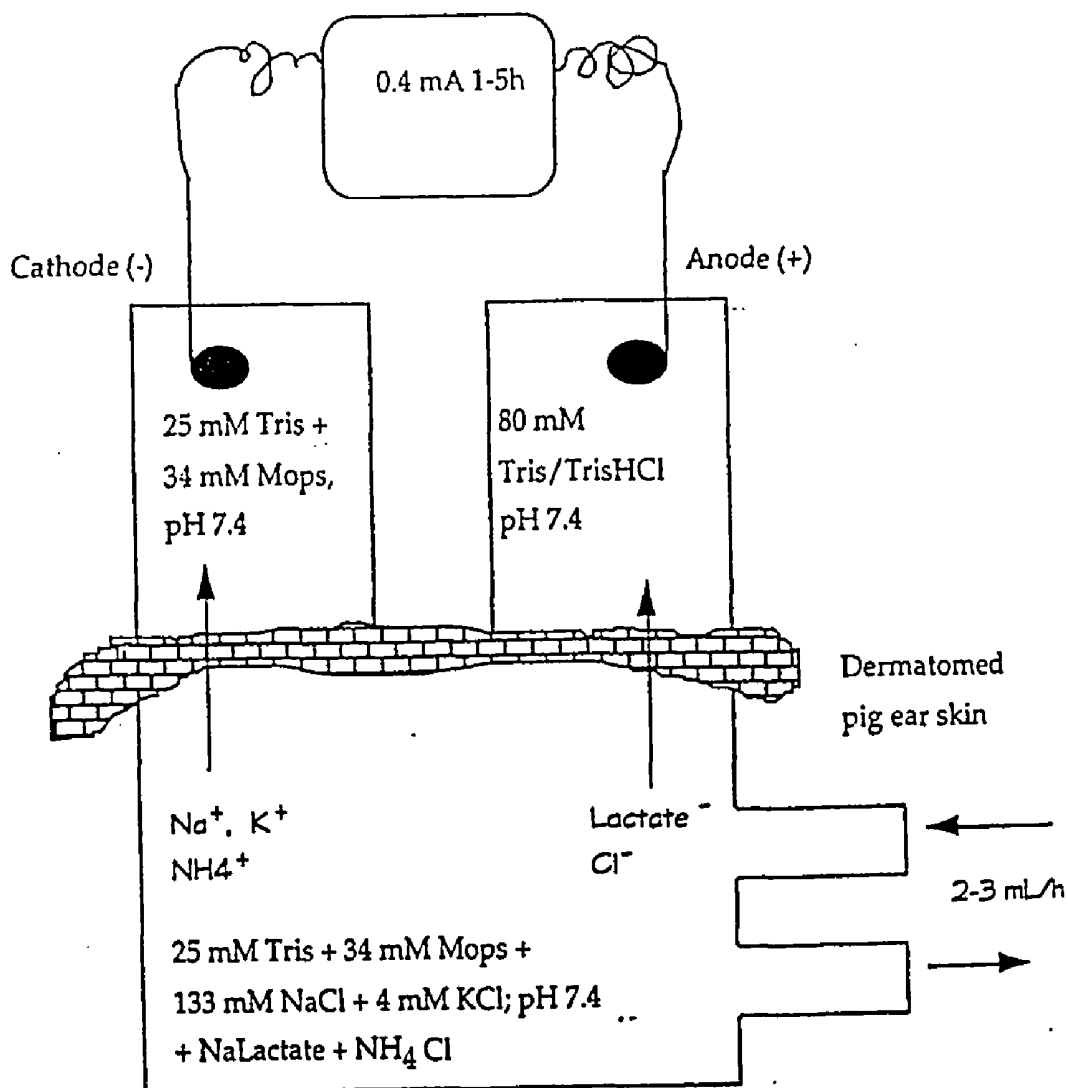 0.4 mA 1-5h
Cathode (-)
Anode (+)
25 mM Tris +
34 mM Mops,
pH 7.4
80 mM
Tris/TrisHCl
pH 7.4
Dermatomed
pig ear skin
Na⁺, K⁺
NH4⁺
Lactate⁻
Cl⁻
2-3 mL/h
25 mM Tris + 34 mM Mops +
133 mM NaCl + 4 mM KCl; pH 7.4
+ NaLactate + NH₄ Cl